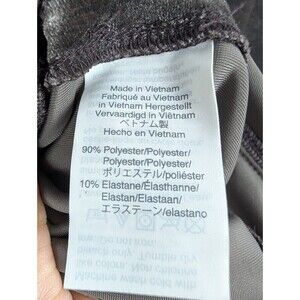 Made in Vietnam
Fabriqué au Vietnam
in Vietnam Hergestellt
Vervaardigd in Vietnam
ベトナム製
Hecho en Vietnam
90% Polyester/Polyester/
Polyester/Polyester/
ポリエステル/poliéster
10% Elastane/Élasthanne/
Elastan/Elastaan/
エラステーン/elastano